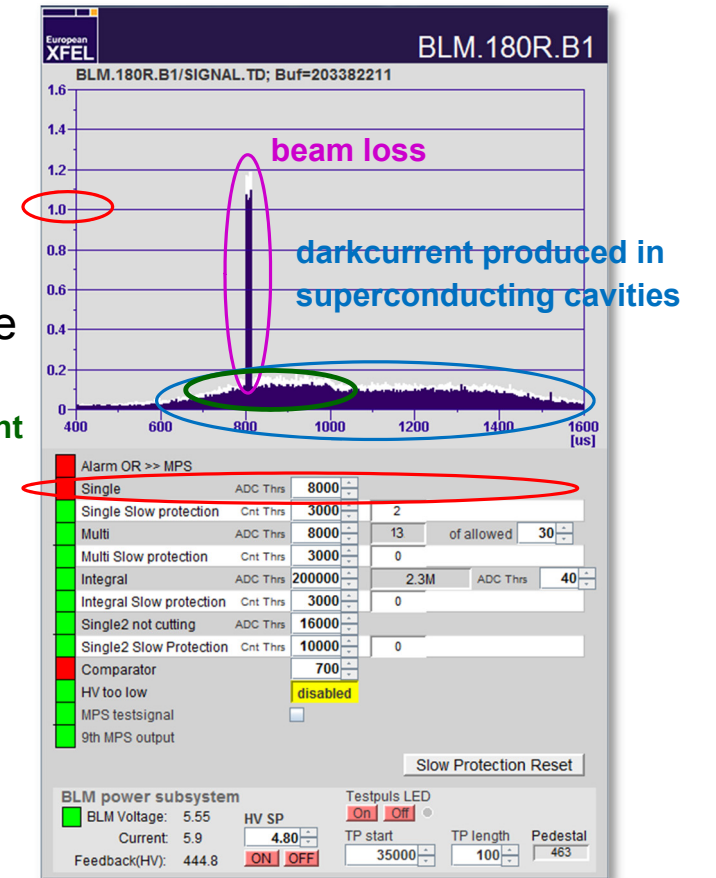 European
XFEL
BLM.180R.B1
BLM.180R.B1/SIGNAL.TD; Buf=203382211
1.6
1.4
beam loss
1.2
1.0
0.8
darkcurrent produced in
superconducting cavities
0.6
e
0.4
0.2
0
nt
400 600 800 1000 1200 1400 1600
[us]
Alarm OR >> MPS
Single ADC Thrs 8000
Single Slow protection Cnt Thrs 3000 2
Multi ADC Thrs 8000 13 of allowed 30
Multi Slow protection Cnt Thrs 3000 0
Integral ADC Thrs 200000 2.3M ADC Thrs 40
Integral Slow protection Cnt Thrs 3000 0
Single2 not cutting ADC Thrs 16000
Single2 Slow Protection Cnt Thrs 10000 0
Comparator 700
HV too low disabled
MPS testsignal
9th MPS output
Slow Protection Reset
BLM power subsystem Testpuls LED
BLM Voltage: 5.55 HV SP On Off
Current: 5.9 4.80 TP start TP length Pedestal
Feedback(HV): 444.8 ON OFF 35000 100 463